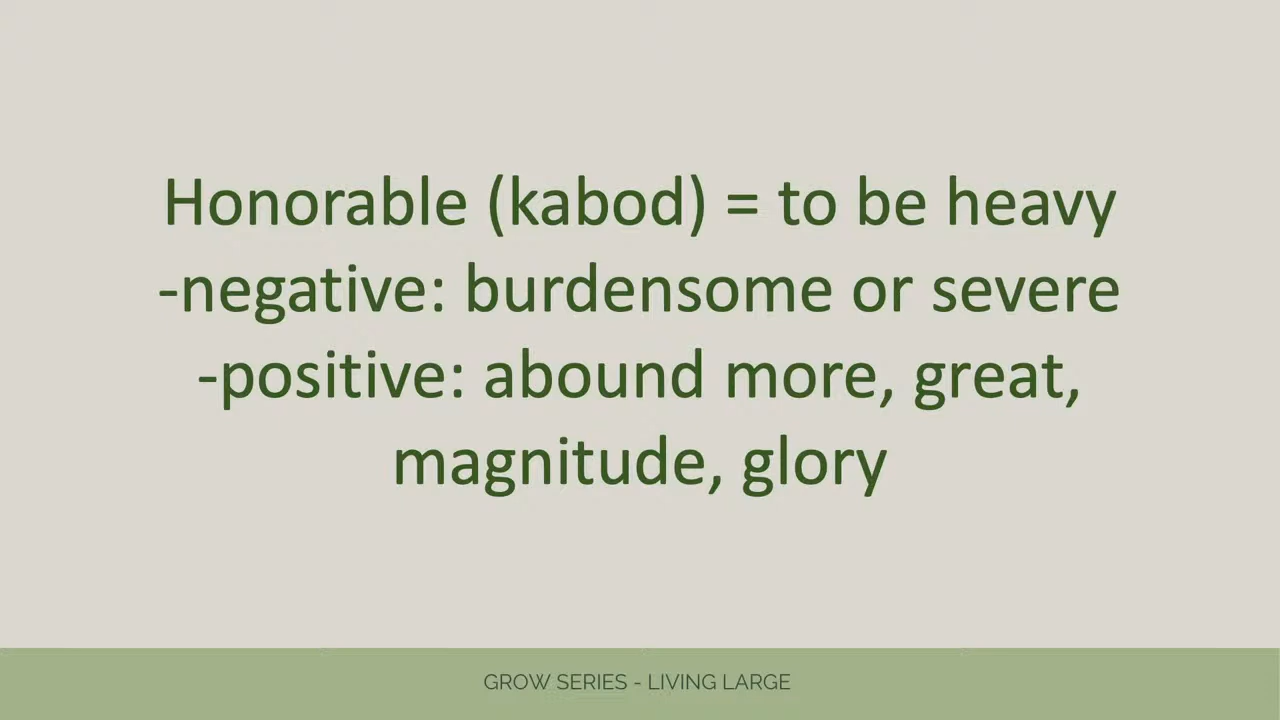 Honorable (kabod) = to be heavy
-negative: burdensome or severe
-positive: abound more, great,
magnitude, glory
GROW SERIES - LIVING LARGE